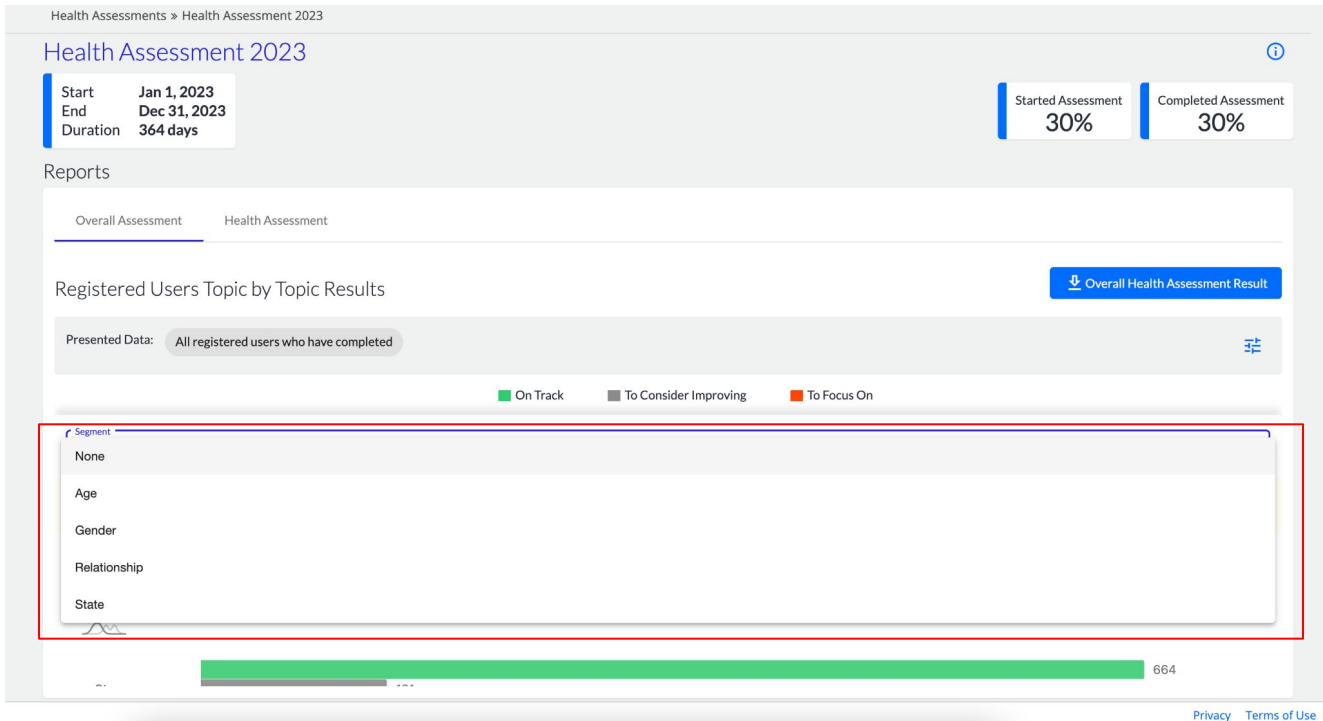 Health Assessments » Health Assessment 2023
Health Assessment 2023
Start Jan 1, 2023
End Dec 31, 2023
Duration 364 days
Started Assessment
30%
Completed Assessment
30%
Reports
Overall Assessment Health Assessment
Registered Users Topic by Topic Results
Overall Health Assessment Result
Presented Data: All registered users who have completed
On Track To Consider Improving To Focus On
Segment
None
Age
Gender
Relationship
State
664
Privacy Terms of Use